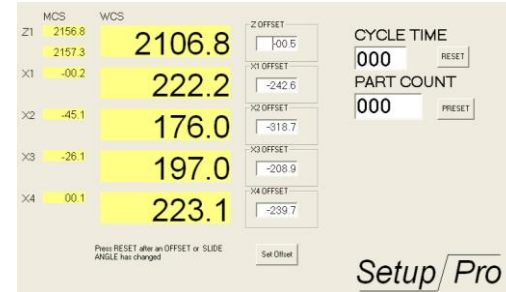 MCS WCS
Z1 2156.8 2106.8 Z OFFSET -00.5
2157.3
X1 -00.2 222.2 X1 OFFSET -242.6
X2 -45.1 176.0 X2 OFFSET -318.7
X3 -26.1 197.0 X3 OFFSET -208.9
X4 00.1 223.1 X4 OFFSET -239.7
Press RESET after an OFFSET or SLIDE
ANGLE has changed
Set Offset
CYCLE TIME
000 RESET
PART COUNT
000 PRESET
Setup/Pro